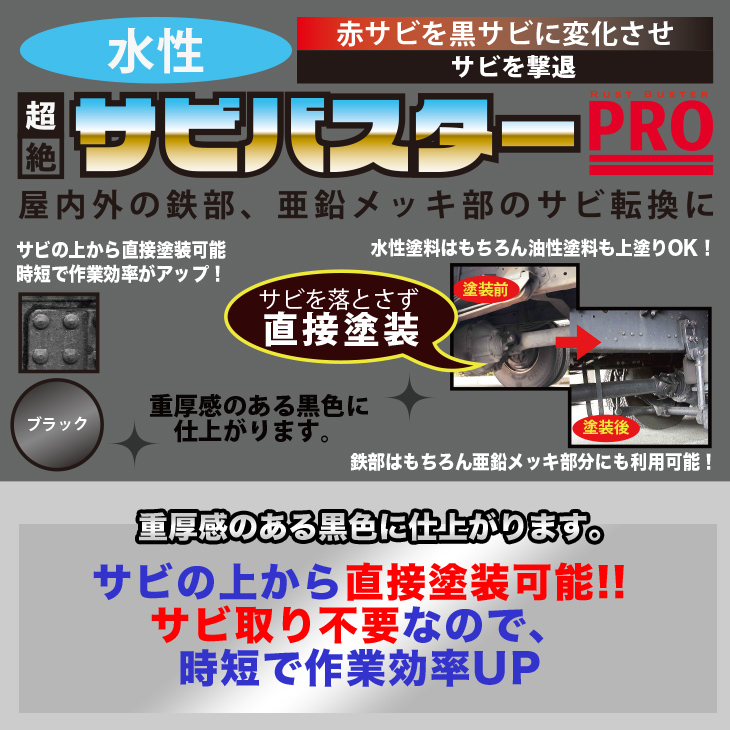 水性
赤サビを黒サビに変化させ
サビを撃退
超絶
サビバスター
RUST BUSTER
PRO
屋内外の鉄部、亜鉛メッキ部のサビ転換に
サビの上から直接塗装可能
時短で作業効率がアップ!
水性塗料はもちろん油性塗料も上塗りOK!
サビを落とさず
直接塗装
塗装前
塗装後
ブラック
重厚感のある黒色に
仕上がります。
鉄部はもちろん亜鉛メッキ部分にも利用可能!
重厚感のある黒色に仕上がります。
サビの上から直接塗装可能!!
サビ取り不要なので、
時短で作業効率UP